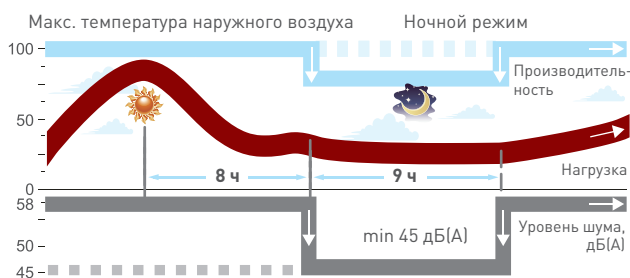 Макс. температура наружного воздуха
Ночной режим
100
Производитель-
ность
50
8 ч
9 ч
Нагрузка
0
58
Уровень шума,
дБ(А)
min 45 дБ(А)
50
45